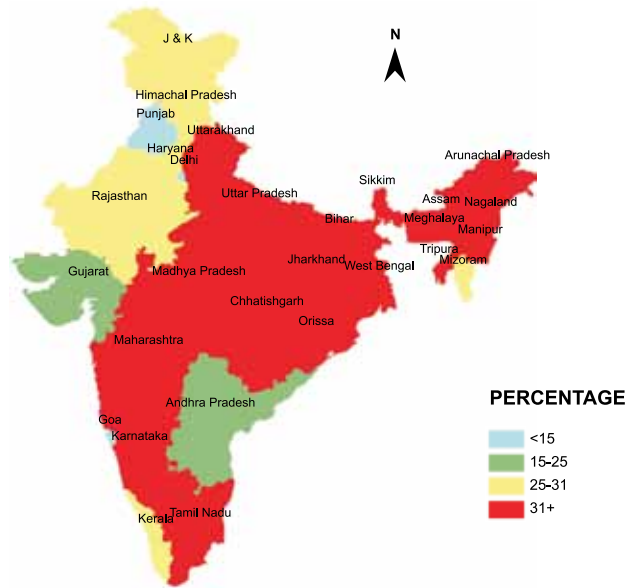 J & K
N
Himachal Pradesh
Punjab
Uttarakhand
Haryana
Delhi
Arunachal Pradesh
Sikkim
Rajasthan
Uttar Pradesh
Assam
Nagaland
Bihar
Meghalaya
Manipur
Tripura
Mizoram
Gujarat
Madhya Pradesh
Jharkhand
West Bengal
Chhatishgarh
Orissa
Maharashtra
Andhra Pradesh
Goa
Karnataka
Kerala
Tamil Nadu
PERCENTAGE
<15
15-25
25-31
31+